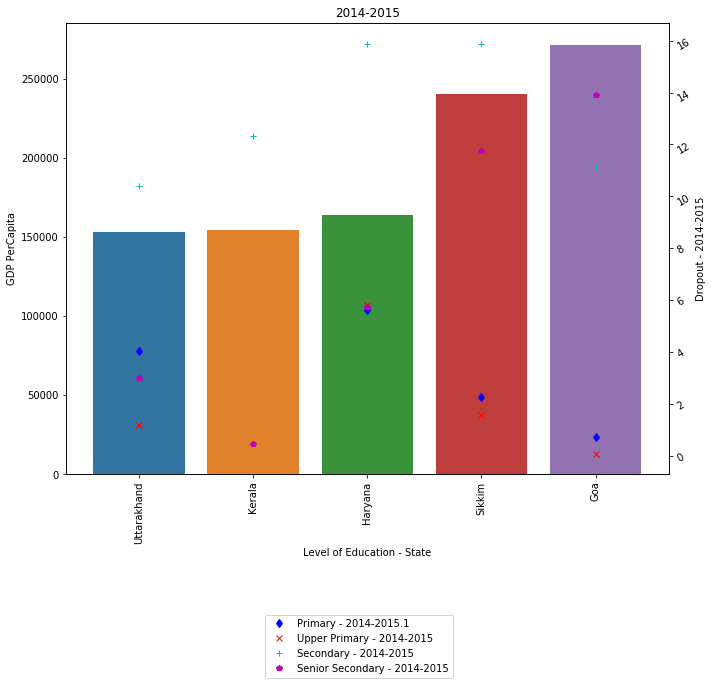 2014-2015
GDP PerCapita
250000
200000
150000
100000
50000
0
16
14
12
10
8
6
4
2
0
Dropout - 2014-2015
Uttarakhand
Kerala
Haryana
Sikkim
Goa
Level of Education - State
Primary - 2014-2015.1
Upper Primary - 2014-2015
Secondary - 2014-2015
Senior Secondary - 2014-2015